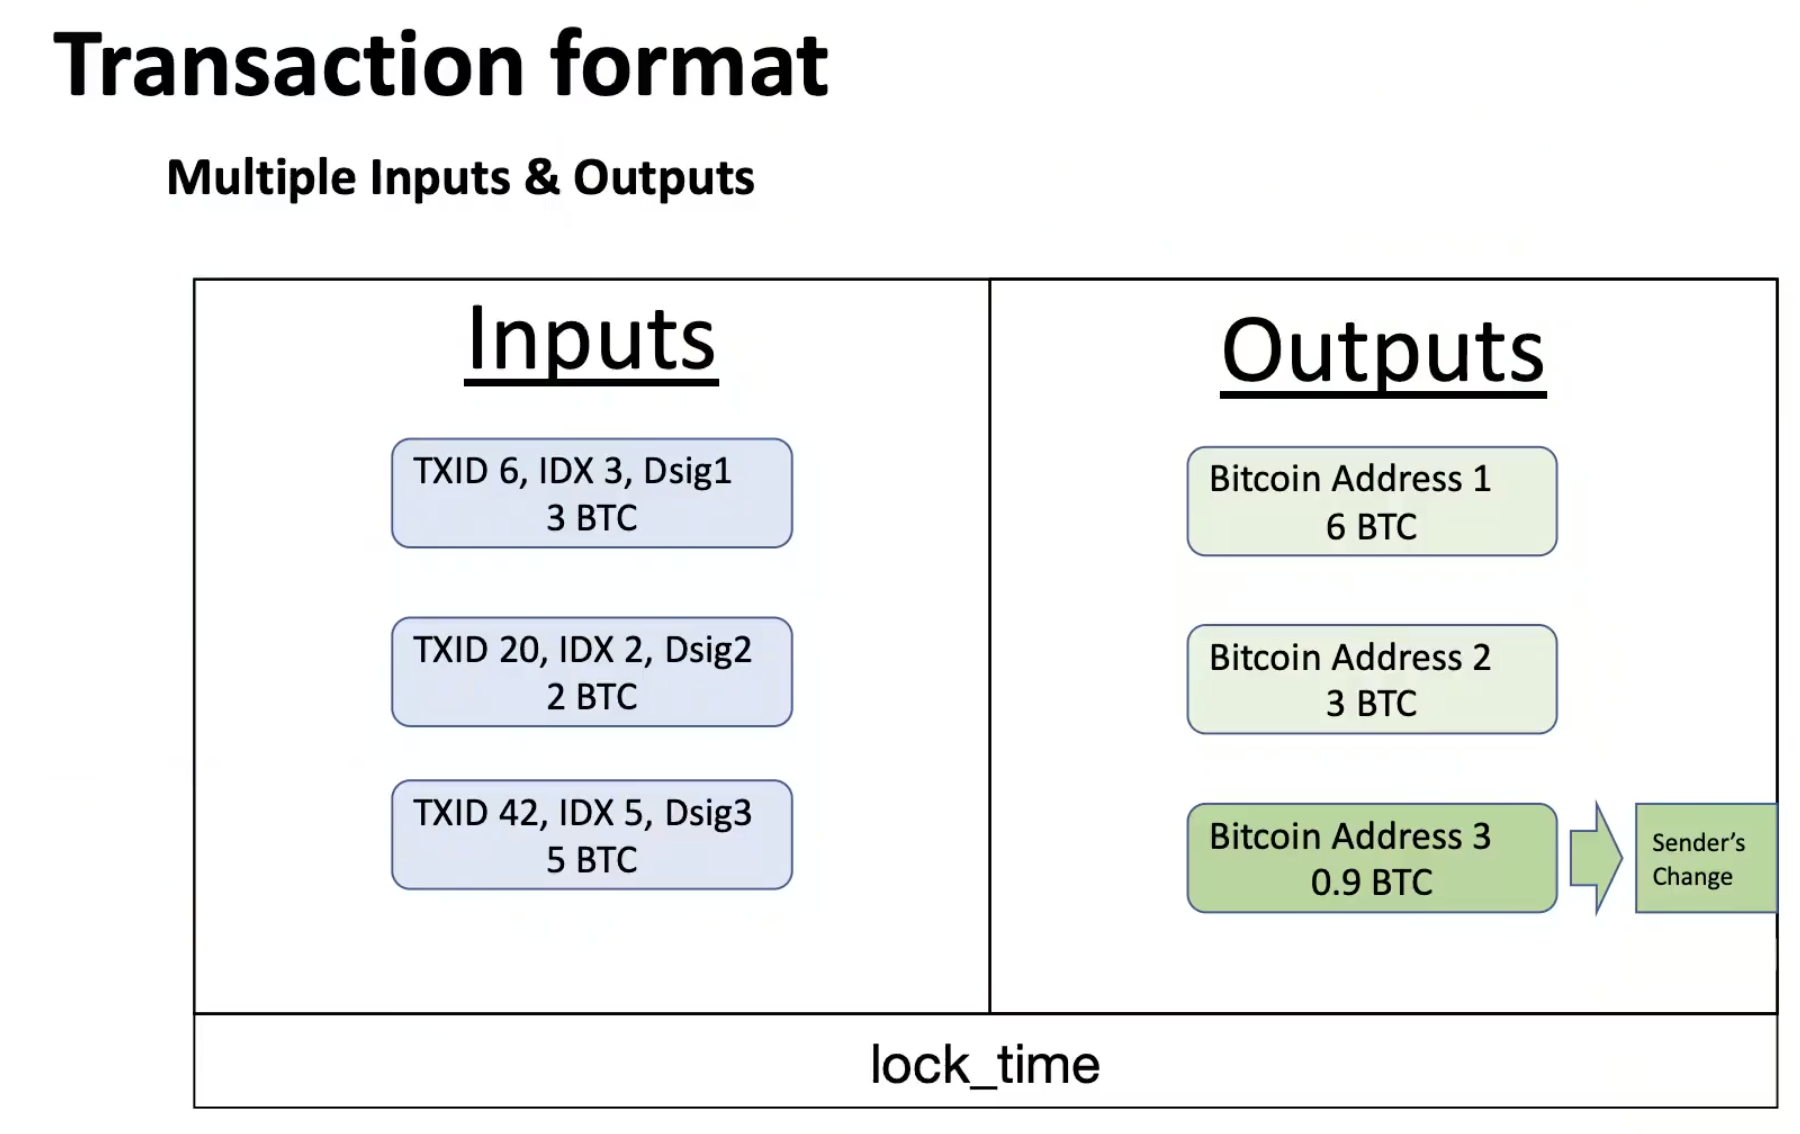 Transaction format
Multiple Inputs & Outputs
Inputs
TXID 6, IDX 3, Dsig1
3 BTC
TXID 20, IDX 2, Dsig2
2 BTC
TXID 42, IDX 5, Dsig3
5 BTC
Outputs
Bitcoin Address 1
6 BTC
Bitcoin Address 2
3 BTC
Bitcoin Address 3
0.9 BTC
Sender’s
Change
lock_time